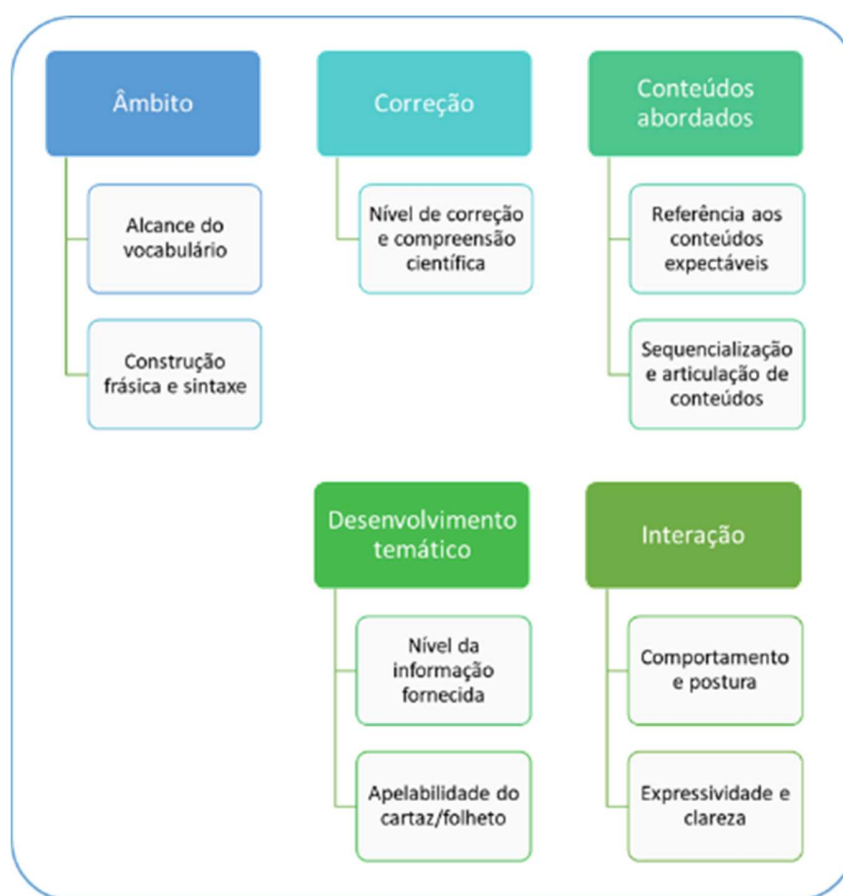 Âmbito
Alcance do
vocabulário
Construção
frásica e sintaxe
Correção
Nível de correção
e compreensão
científica
Conteúdos
abordados
Referência aos
conteúdos
expectáveis
Sequencialização
e articulação de
conteúdos
Desenvolvimento
temático
Nível da
informação
fornecida
Apelabilidade do
cartaz/folheto
Interação
Comportamento
e postura
Expressividade e
clareza